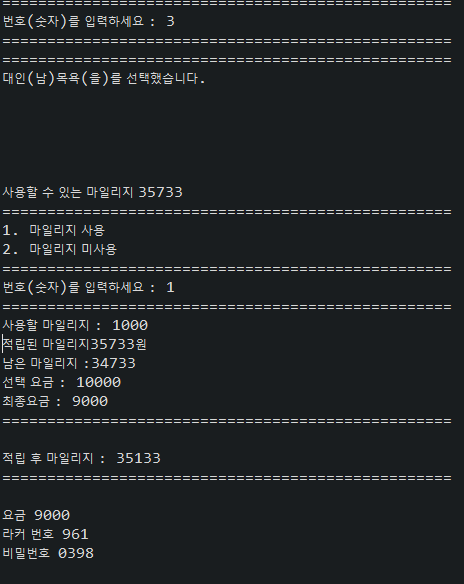 ==================================================
번호(숫자)를 입력하세요 : 3
==================================================
==================================================
대인(남)목욕(을)를 선택했습니다.
사용할 수 있는 마일리지 35733
==================================================
1. 마일리지 사용
2. 마일리지 미사용
==================================================
번호(숫자)를 입력하세요 : 1
==================================================
사용할 마일리지 : 1000
적립된 마일리지35733원
남은 마일리지 :34733
선택 요금 : 10000
최종요금 : 9000
==================================================
적립 후 마일리지 : 35133
==================================================
요금 9000
라커 번호 961
비밀번호 0398